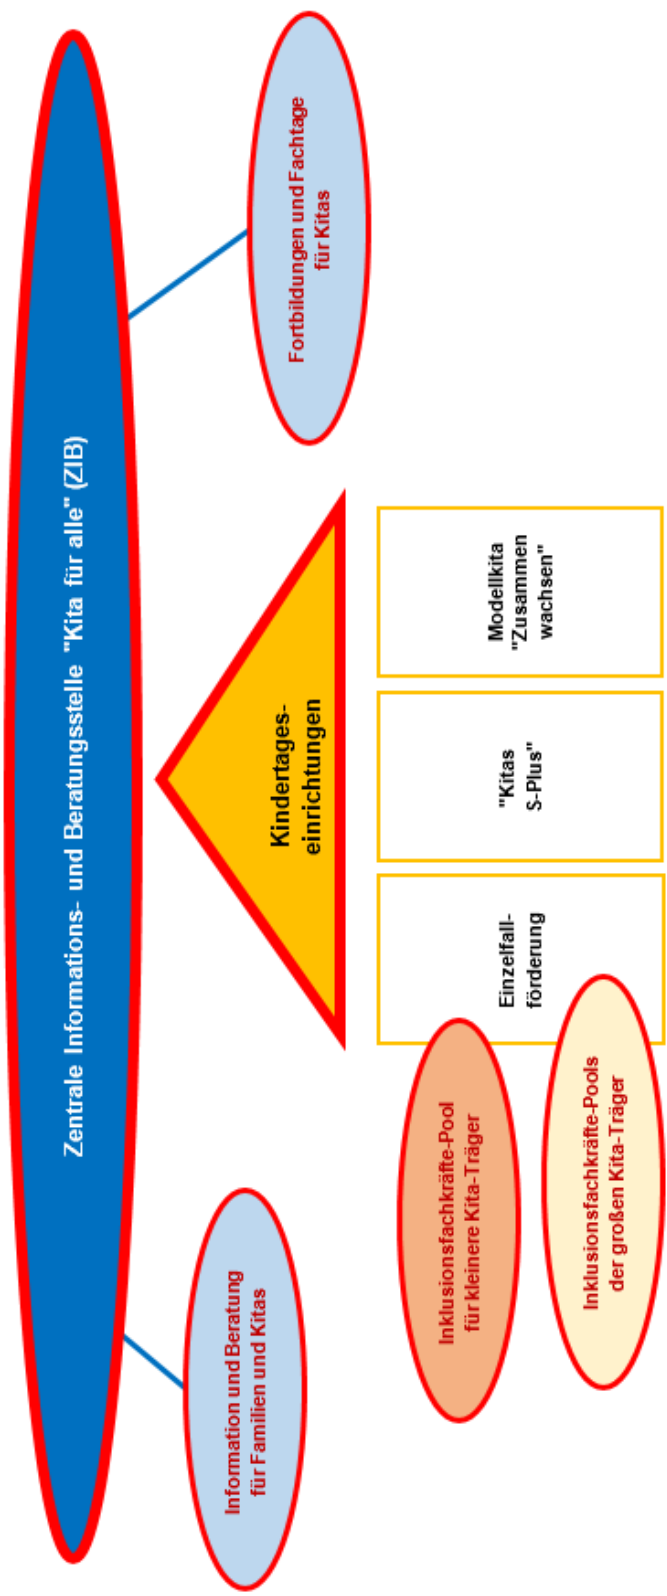 Zentrale Informations- und Beratungsstelle "Kita für alle" (ZIB)
Information und Beratung
für Familien und Kitas
Fortbildungen und Fachtage
für Kitas
Kindertages-
einrichtungen
Inklusionsfachkräfte-Pool
für kleinere Kita-Träger
Inklusionsfachkräfte-Pools
der großen Kita-Träger
Einzelfall-
förderung
"Kitas
S-Plus"
Modellkita
"Zusammen
wachsen"